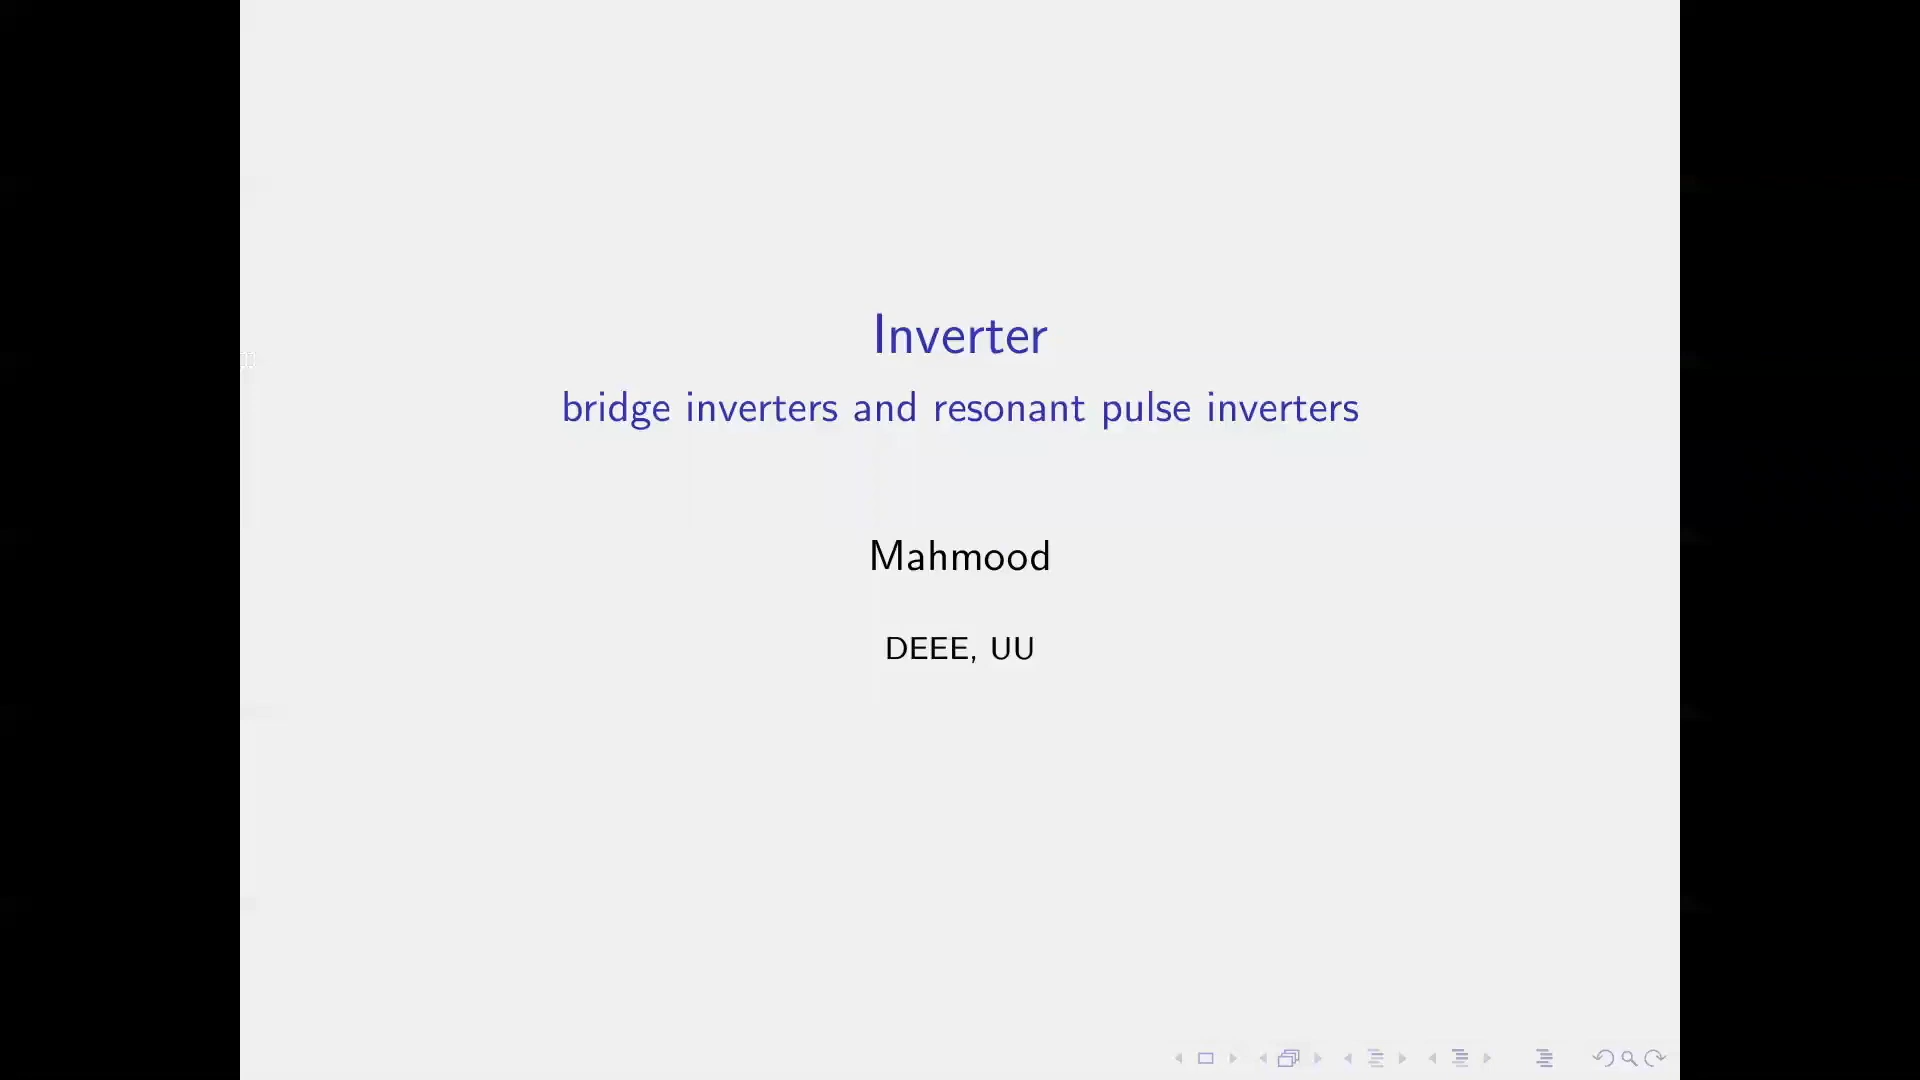 Inverter
bridge inverters and resonant pulse inverters
Mahmood
DEEE, UU